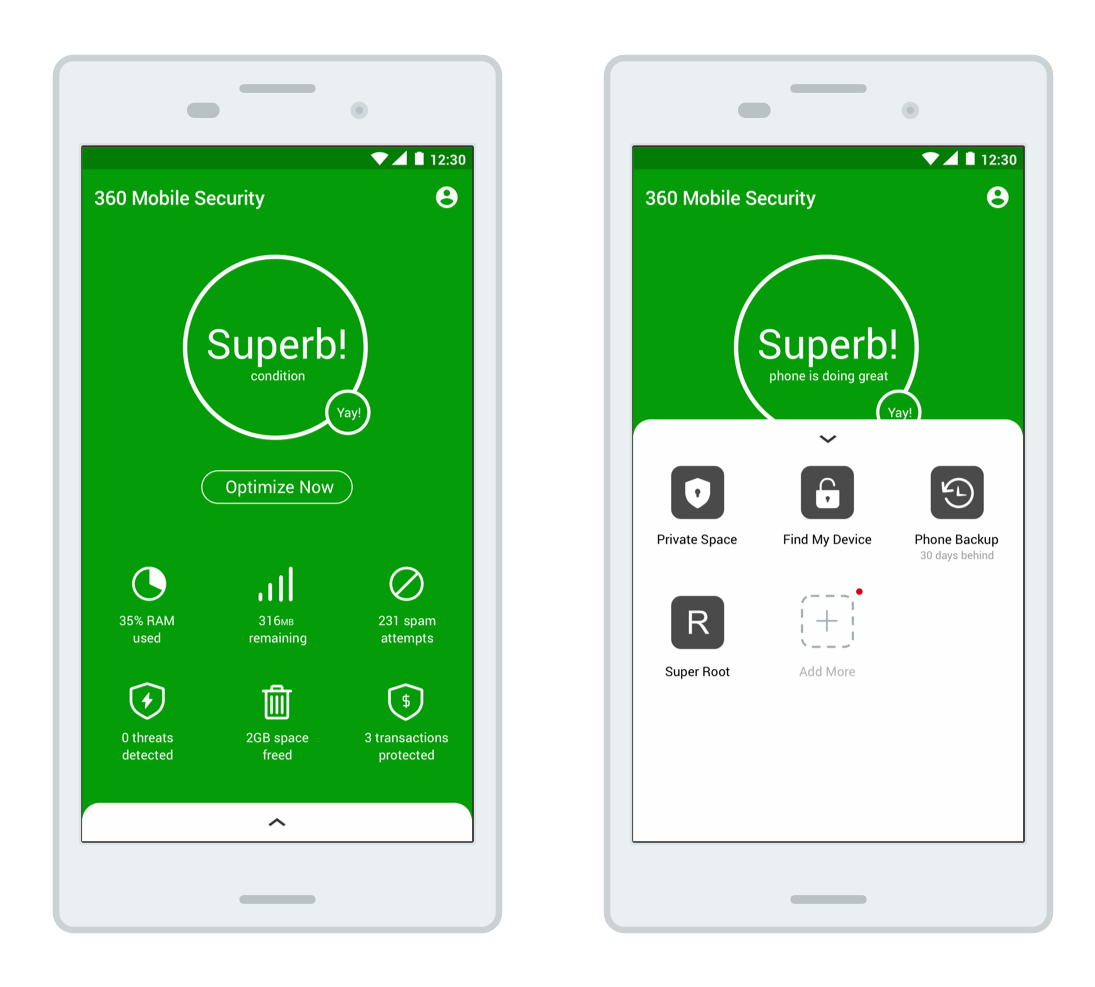 12:30
360 Mobile Security
Superb!
condition
Yay!
Optimize Now
35% RAM
used
316MB
remaining
231 spam
attempts
$
0 threats
detected
2GB space
freed
3 transactions
protected
12:30
360 Mobile Security
Superb!
phone is doing great
Yay!
Private Space
Find My Device
Phone Backup
30 days behind
R
Super Root
Add More